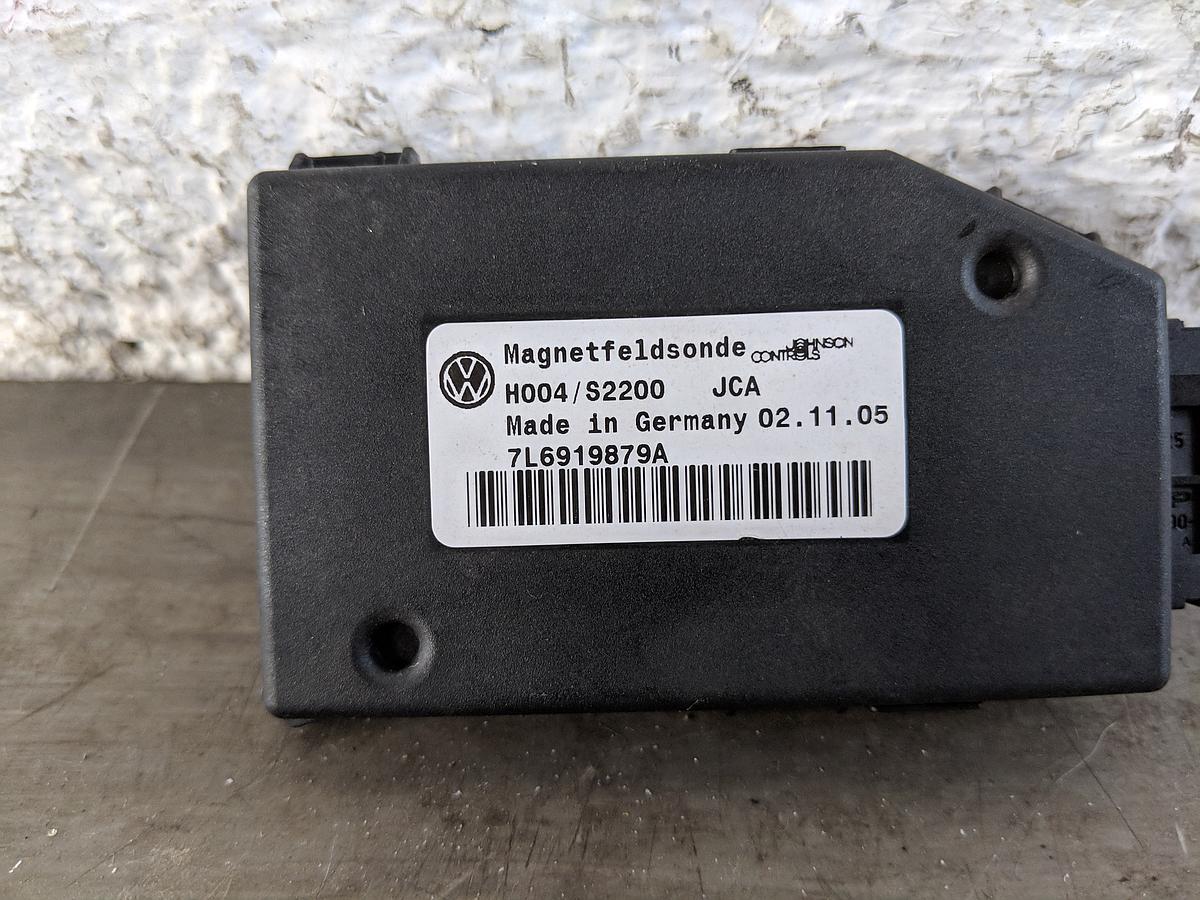 Magnetfeldsonde JOHNSON CONTROLS
H004/S2200 JCA
Made in Germany 02.11.05
7L6919879A